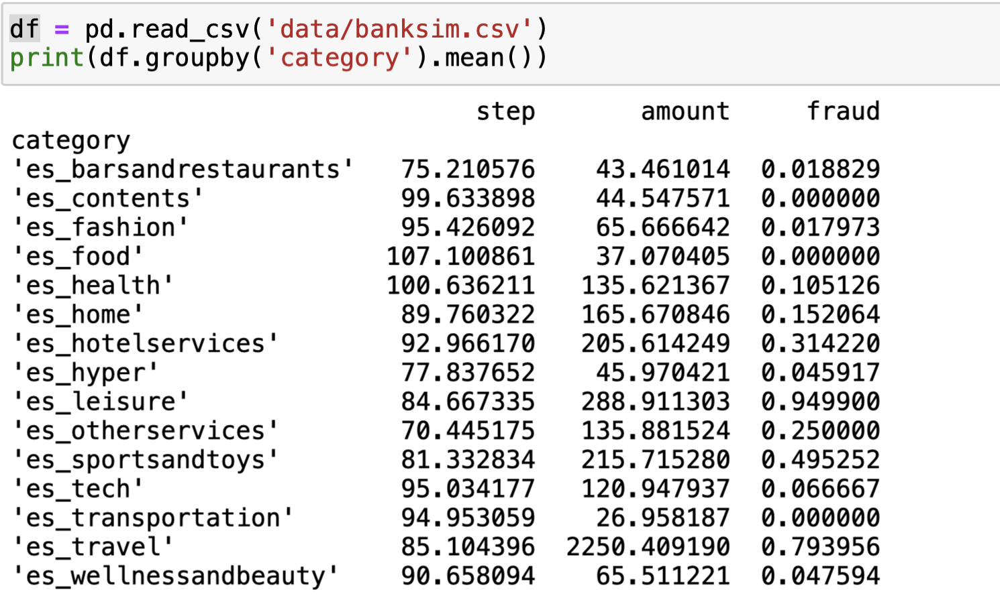 df = pd.read_csv('data/banksim.csv')
print(df.groupby('category').mean())
step amount fraud
category
'es_barsandrestaurants' 75.210576 43.461014 0.018829
'es_contents' 99.633898 44.547571 0.000000
'es_fashion' 95.426092 65.666642 0.017973
'es_food' 107.100861 37.070405 0.000000
'es_health' 100.636211 135.621367 0.105126
'es_home' 89.760322 165.670846 0.152064
'es_hotelservices' 92.966170 205.614249 0.314220
'es_hyper' 77.837652 45.970421 0.045917
'es_leisure' 84.667335 288.911303 0.949900
'es_otherservices' 70.445175 135.881524 0.250000
'es_sportsandtoys' 81.332834 215.715280 0.495252
'es_tech' 95.034177 120.947937 0.066667
'es_transportation' 94.953059 26.958187 0.000000
'es_travel' 85.104396 2250.409190 0.793956
'es_wellnessandbeauty' 90.658094 65.511221 0.047594